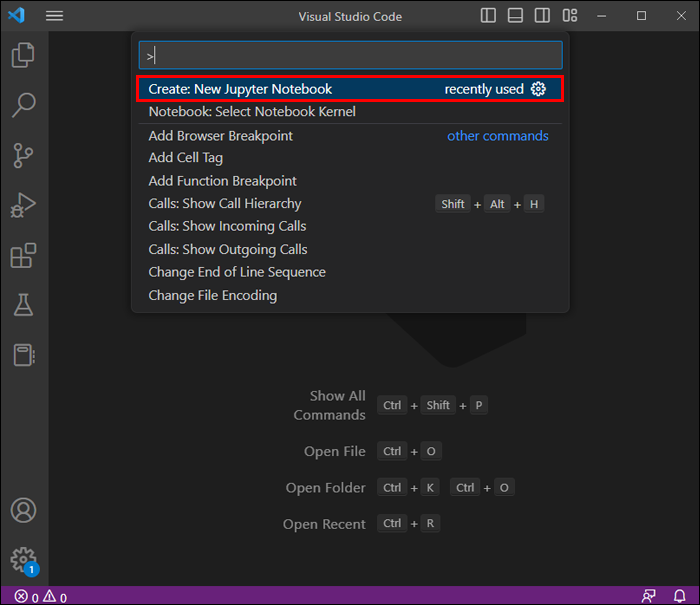 Visual Studio Code
>
Create: New Jupyter Notebook recently used
Notebook: Select Notebook Kernel
Add Browser Breakpoint other commands
Add Cell Tag
Add Function Breakpoint
Calls: Show Call Hierarchy Shift + Alt + H
Calls: Show Incoming Calls
Calls: Show Outgoing Calls
Change End of Line Sequence
Change File Encoding
Show All
Commands Ctrl + Shift + P
Open File Ctrl + O
Open Folder Ctrl + K Ctrl + O
Open Recent Ctrl + R
1
0 0